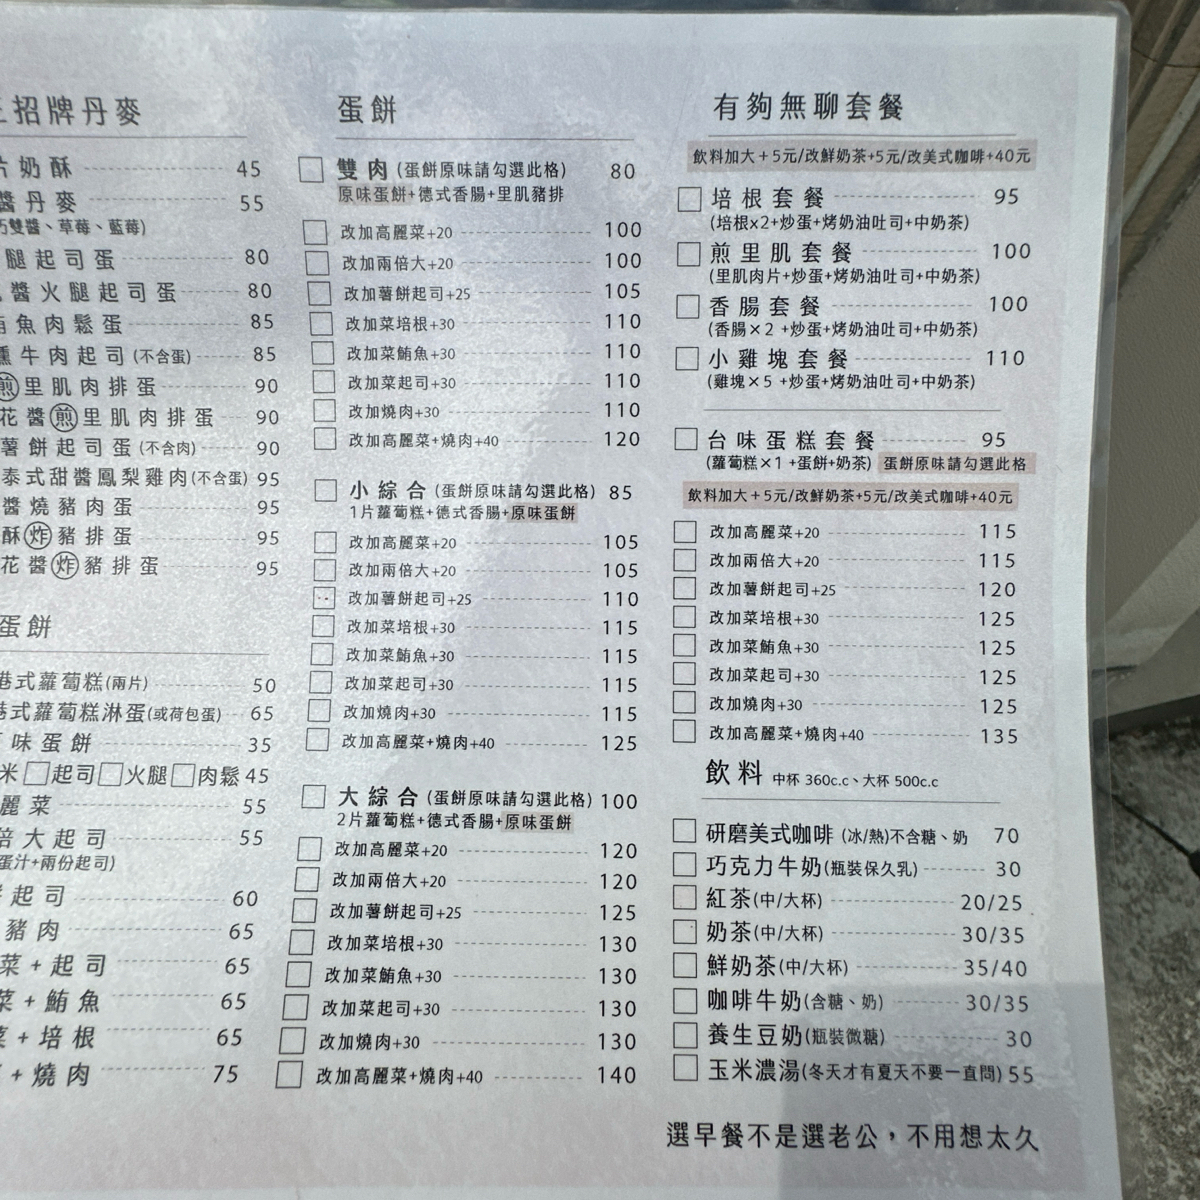 招牌丹麥
奶酥 45
醬丹麥 55
雙醬、草莓、藍莓)
腿起司蛋 80
醬火腿起司蛋 80
魚肉鬆蛋 85
牛肉起司(不含蛋) 85
煎里肌肉排蛋 90
花醬煎里肌肉排蛋 90
薯餅起司蛋(不含肉) 90
泰式甜醬鳳梨雞肉(不含蛋) 95
醬燒豬肉蛋 95
酥炸豬排蛋 95
花醬炸豬排蛋 95
蛋餅
港式蘿蔔糕(兩片) 50
港式蘿蔔糕淋蛋(或荷包蛋) 65
味蛋餅 35
米 起司 火腿 肉鬆 45
麗菜 55
倍大起司 55
蛋汁+兩份起司)
起司 60
豬肉 65
菜+起司 65
菜+鮪魚 65
菜+培根 65
+燒肉 75
蛋餅
雙肉(蛋餅原味請勾選此格) 80
原味蛋餅+德式香腸+里肌豬排
改加高麗菜+20 100
改加兩倍大+20 100
改加薯餅起司+25 105
改加菜培根+30 110
改加菜鮪魚+30 110
改加菜起司+30 110
改加燒肉+30 110
改加高麗菜+燒肉+40 120
小綜合(蛋餅原味請勾選此格) 85
1片蘿蔔糕+德式香腸+原味蛋餅
改加高麗菜+20 105
改加兩倍大+20 105
改加薯餅起司+25 110
改加菜培根+30 115
改加菜鮪魚+30 115
改加菜起司+30 115
改加燒肉+30 115
改加高麗菜+燒肉+40 125
大綜合(蛋餅原味請勾選此格) 100
2片蘿蔔糕+德式香腸+原味蛋餅
改加高麗菜+20 120
改加兩倍大+20 120
改加薯餅起司+25 125
改加菜培根+30 130
改加菜鮪魚+30 130
改加菜起司+30 130
改加燒肉+30 130
改加高麗菜+燒肉+40 140
有夠無聊套餐
飲料加大+5元/改鮮奶茶+5元/改美式咖啡+40元
培根套餐 95
(培根x2+炒蛋+烤奶油吐司+中奶茶)
煎里肌套餐 100
(里肌肉片+炒蛋+烤奶油吐司+中奶茶)
香腸套餐 100
(香腸×2 +炒蛋+烤奶油吐司+中奶茶)
小雞塊套餐 110
(雞塊×5 +炒蛋+烤奶油吐司+中奶茶)
台味蛋糕套餐 95
(蘿蔔糕×1 +蛋餅+奶茶) 蛋餅原味請勾選此格
飲料加大+5元/改鮮奶茶+5元/改美式咖啡+40元
改加高麗菜+20 115
改加兩倍大+20 115
改加薯餅起司+25 120
改加菜培根+30 125
改加菜鮪魚+30 125
改加菜起司+30 125
改加燒肉+30 125
改加高麗菜+燒肉+40 135
飲料 中杯 360c.c、大杯 500c.c
研磨美式咖啡 (冰/熱)不含糖、奶 70
巧克力牛奶(瓶裝保久乳) 30
紅茶(中/大杯) 20/25
奶茶(中/大杯) 30/35
鮮奶茶(中/大杯) 35/40
咖啡牛奶(含糖、奶) 30/35
養生豆奶(瓶裝微糖) 30
玉米濃湯(冬天才有夏天不要一直問) 55
選早餐不是選老公，不用想太久